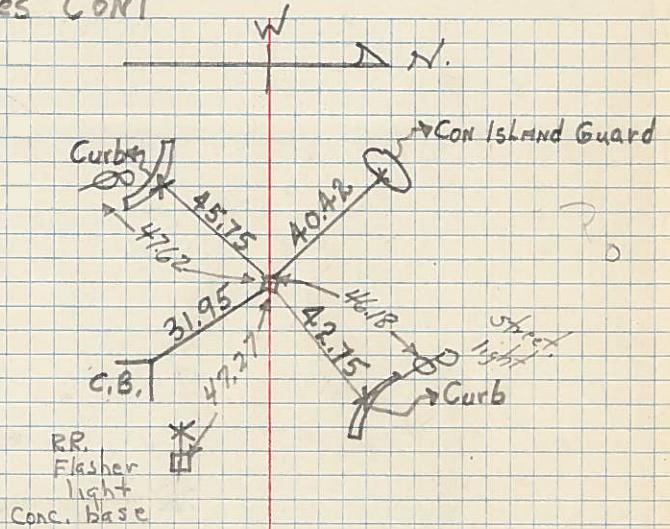 es CONT
W
N.
CON ISLAND Guard
Curb
45.75
40.42
47.62
31.95
46.18
42.75
street
light
47.27
C.B.
Curb
R.R.
Flasher
light
Conc. base